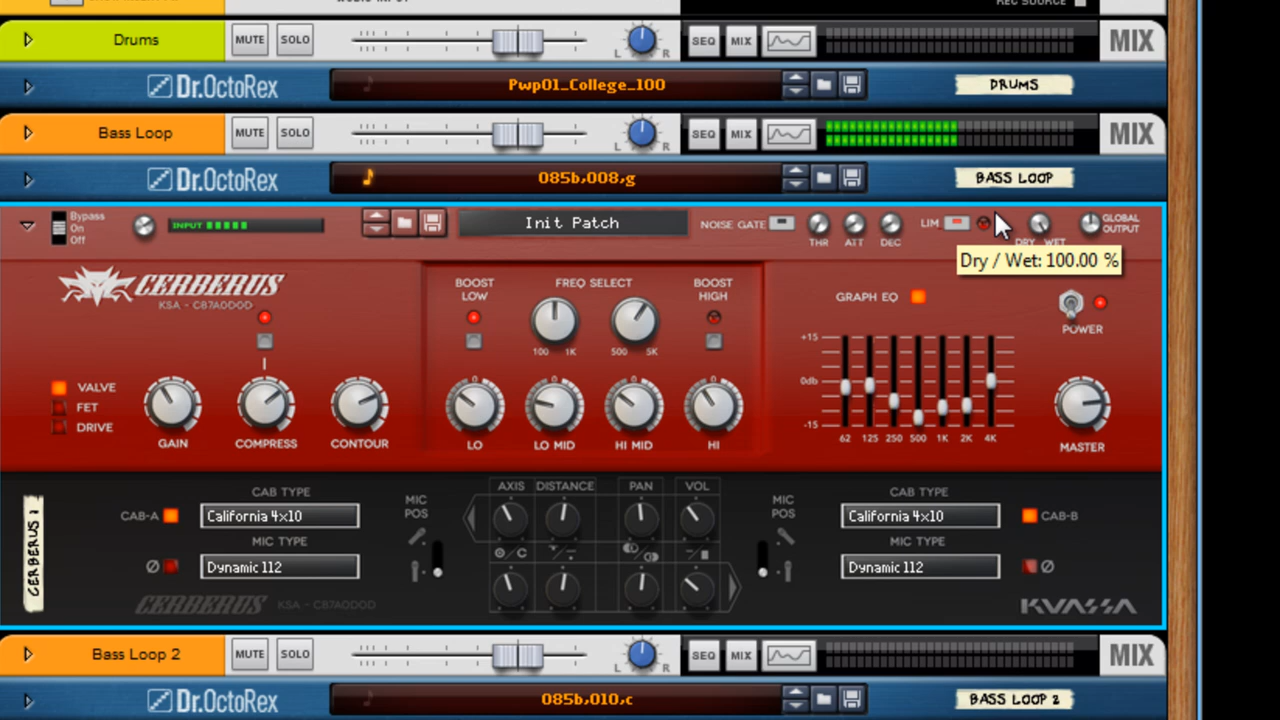 REC SOURCE
Drums MUTE SOLO L R SEQ MIX MIX
Dr.OctoRex Pwp01_College_100 DRUMS
Bass Loop MUTE SOLO L R SEQ MIX MIX
Dr.OctoRex 085b,008,g BASS LOOP
Bypass
On
Off
INPUT
Init Patch
NOISE GATE THR ATT DEC
LIM DRY WET
GLOBAL
OUTPUT
Dry / Wet: 100.00 %
CERBERUS
KSA - C87A0D0D
VALVE
FET
DRIVE
GAIN COMPRESS CONTOUR
BOOST
LOW
FREQ SELECT
BOOST
HIGH
100 1K 500 5K
LO LO MID HI MID HI
GRAPH EQ
+15
0db
-15
62 125 250 500 1K 2K 4K
POWER
MASTER
CERBERUS 1
CAB TYPE
CAB-A California 4x10
MIC TYPE
Ø Dynamic 112
CERBERUS KSA - C87A0D0D
MIC
POS
AXIS DISTANCE PAN VOL
MIC
POS
CAB TYPE
California 4x10 CAB-B
MIC TYPE
Dynamic 112 Ø
KVASSA
Bass Loop 2 MUTE SOLO L R SEQ MIX MIX
Dr.OctoRex 085b,010,c BASS LOOP 2